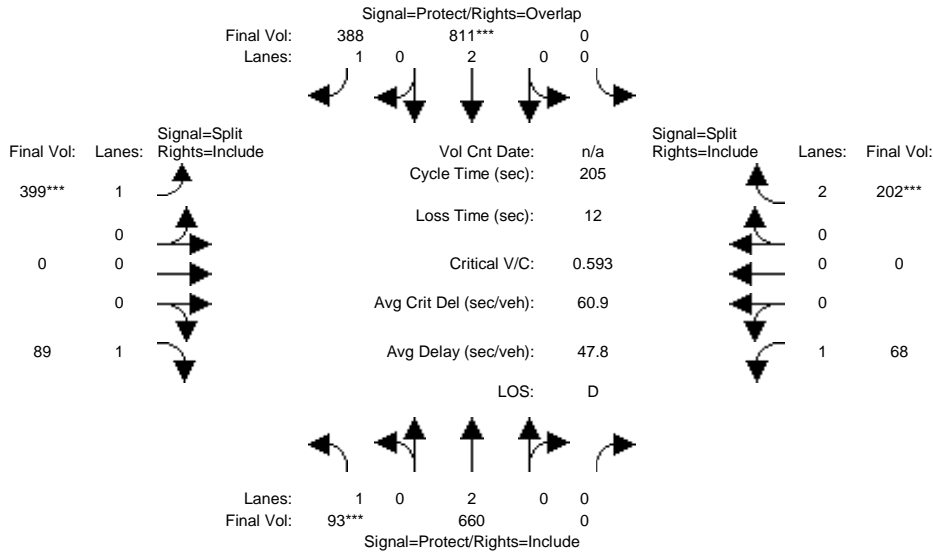 Signal=Protect/Rights=Overlap
Final Vol: 388 811*** 0
Lanes: 1 0 2 0 0
Signal=Split Signal=Split
Final Vol: Lanes: Rights=Include Vol Cnt Date: n/a Rights=Include Lanes: Final Vol:
Cycle Time (sec): 205
399*** 1 2 202***
Loss Time (sec): 12
0 0
0 0 Critical V/C: 0.593 0 0
0 Avg Crit Del (sec/veh): 60.9 0
89 1 Avg Delay (sec/veh): 47.8 1 68
LOS: D
Lanes: 1 0 2 0 0
Final Vol: 93*** 660 0
Signal=Protect/Rights=Include